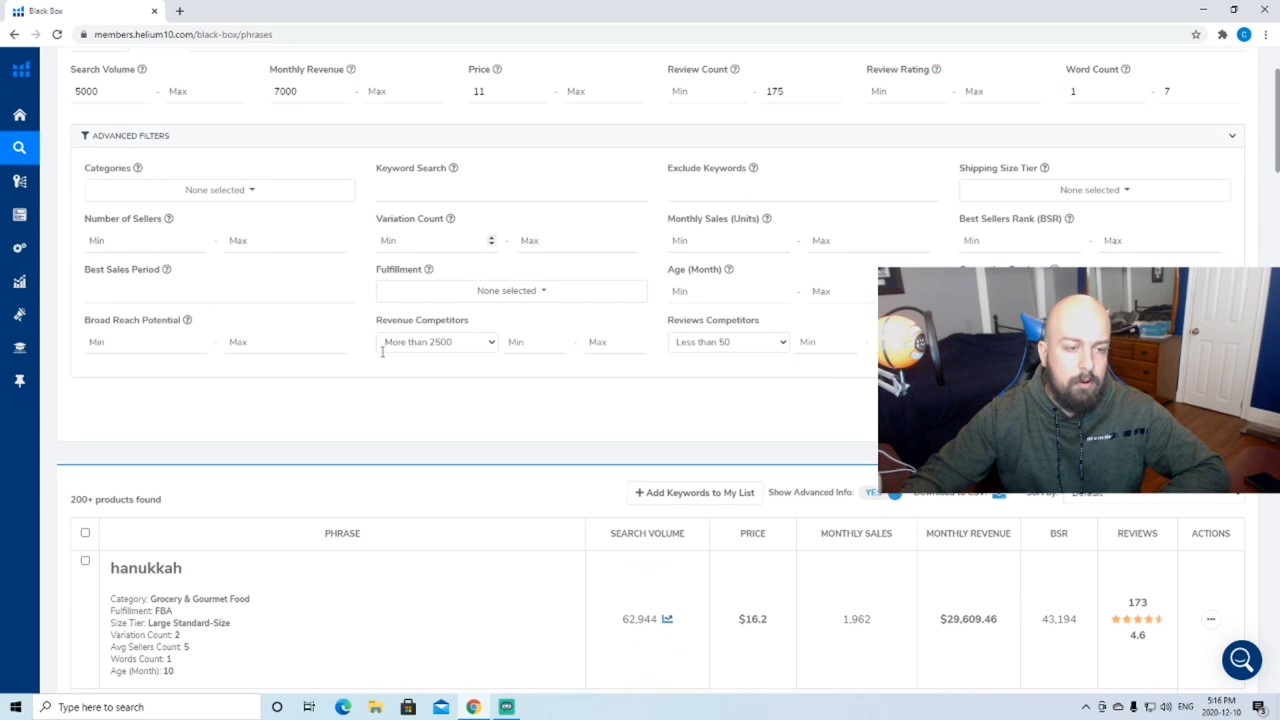 Black Box
members.helium10.com/black-box/phrases
Search Volume Monthly Revenue Price Review Count Review Rating Word Count
5000 - Max 7000 - Max 11 - Max Min - 175 Min - Max 1 - 7
ADVANCED FILTERS
Categories Keyword Search Exclude Keywords Shipping Size Tier
None selected None selected
Number of Sellers Variation Count Monthly Sales (Units) Best Sellers Rank (BSR)
Min - Max Min - Max Min - Max Min - Max
Best Sales Period Fulfillment Age (Month)
None selected Min - Max
Broad Reach Potential Revenue Competitors Reviews Competitors
Min - Max More than 2500 Min - Max Less than 50 Min -
200+ products found + Add Keywords to My List Show Advanced Info: YES
PHRASE SEARCH VOLUME PRICE MONTHLY SALES MONTHLY REVENUE BSR REVIEWS ACTIONS
hanukkah
Category: Grocery & Gourmet Food
Fulfillment: FBA
Size Tier: Large Standard-Size
Variation Count: 2
Avg Sellers Count: 5
Words Count: 1
Age (Month): 10
62,944 $16.2 1,962 $29,609.46 43,194 173
4.6
Type here to search
ENG
5:16 PM
2020-12-10